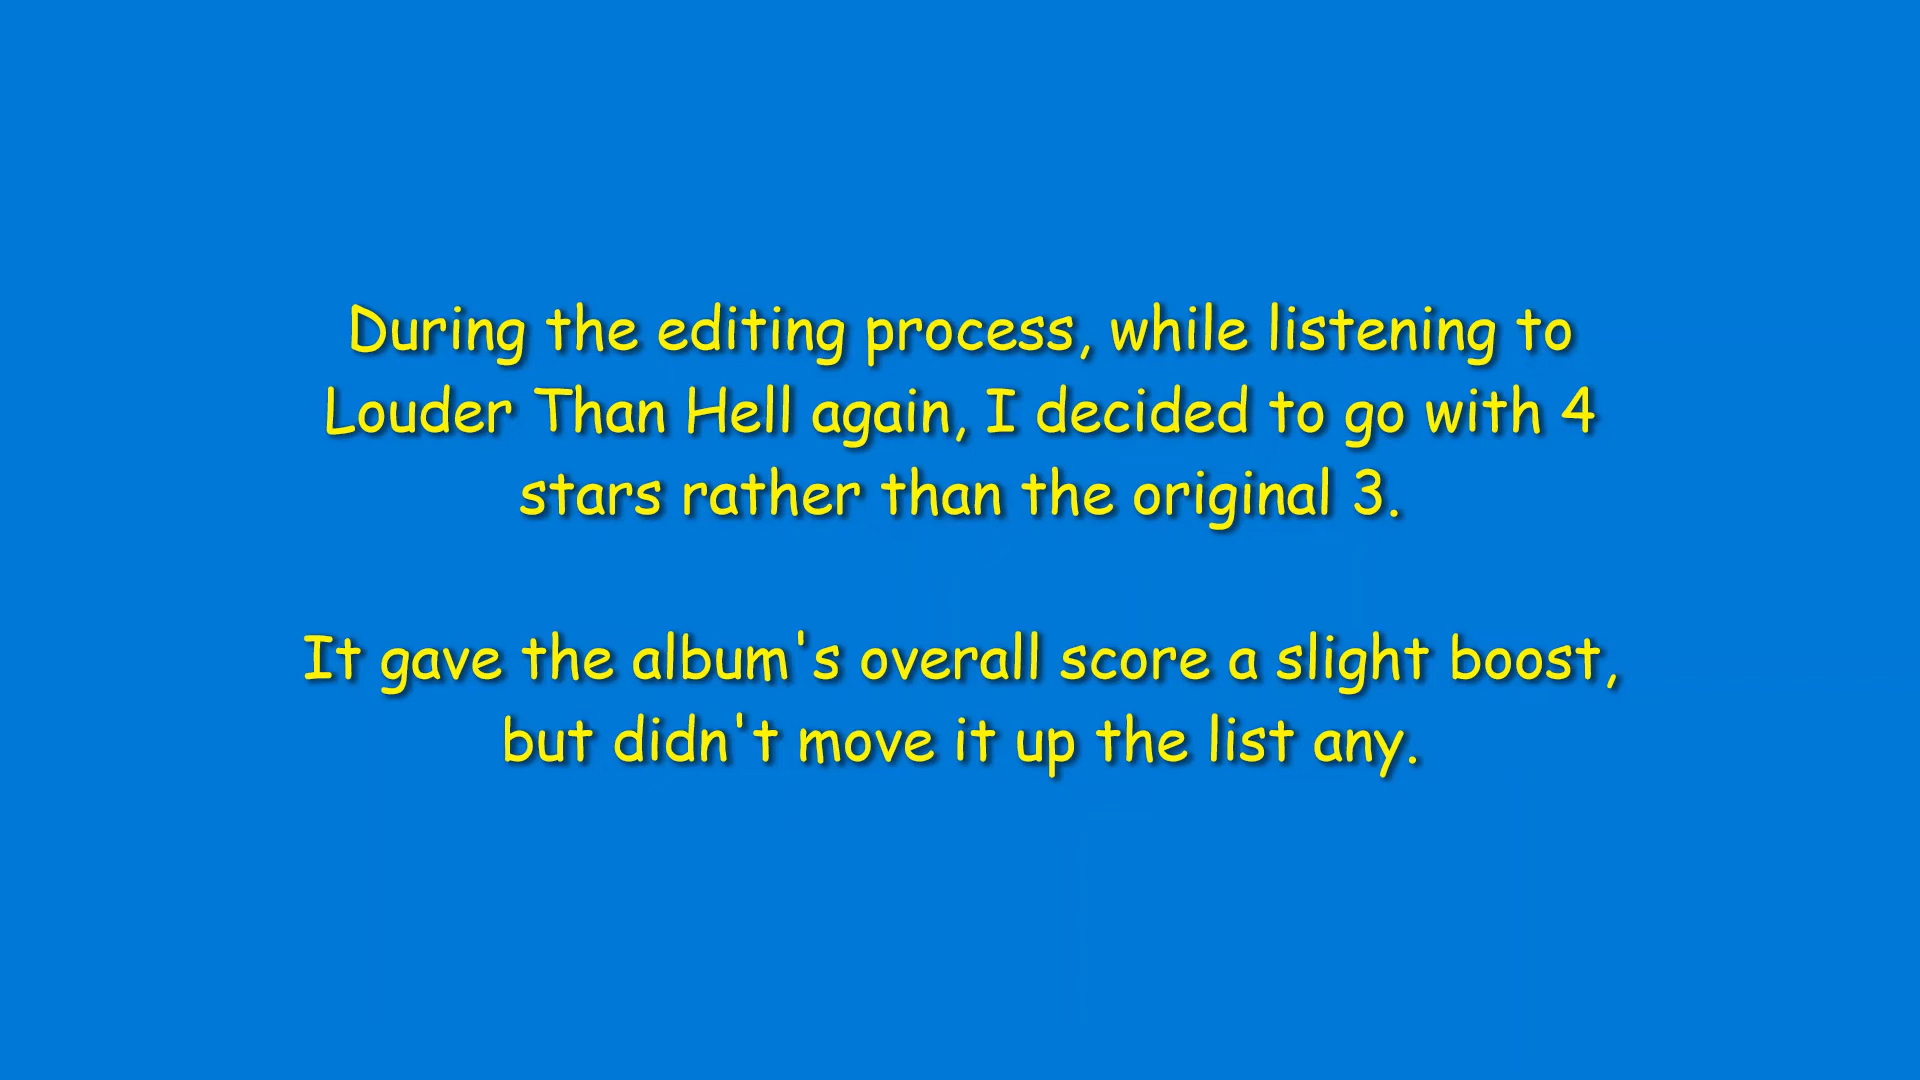 During the editing process, while listening to
Louder Than Hell again, I decided to go with 4
stars rather than the original 3.
It gave the album's overall score a slight boost,
but didn't move it up the list any.